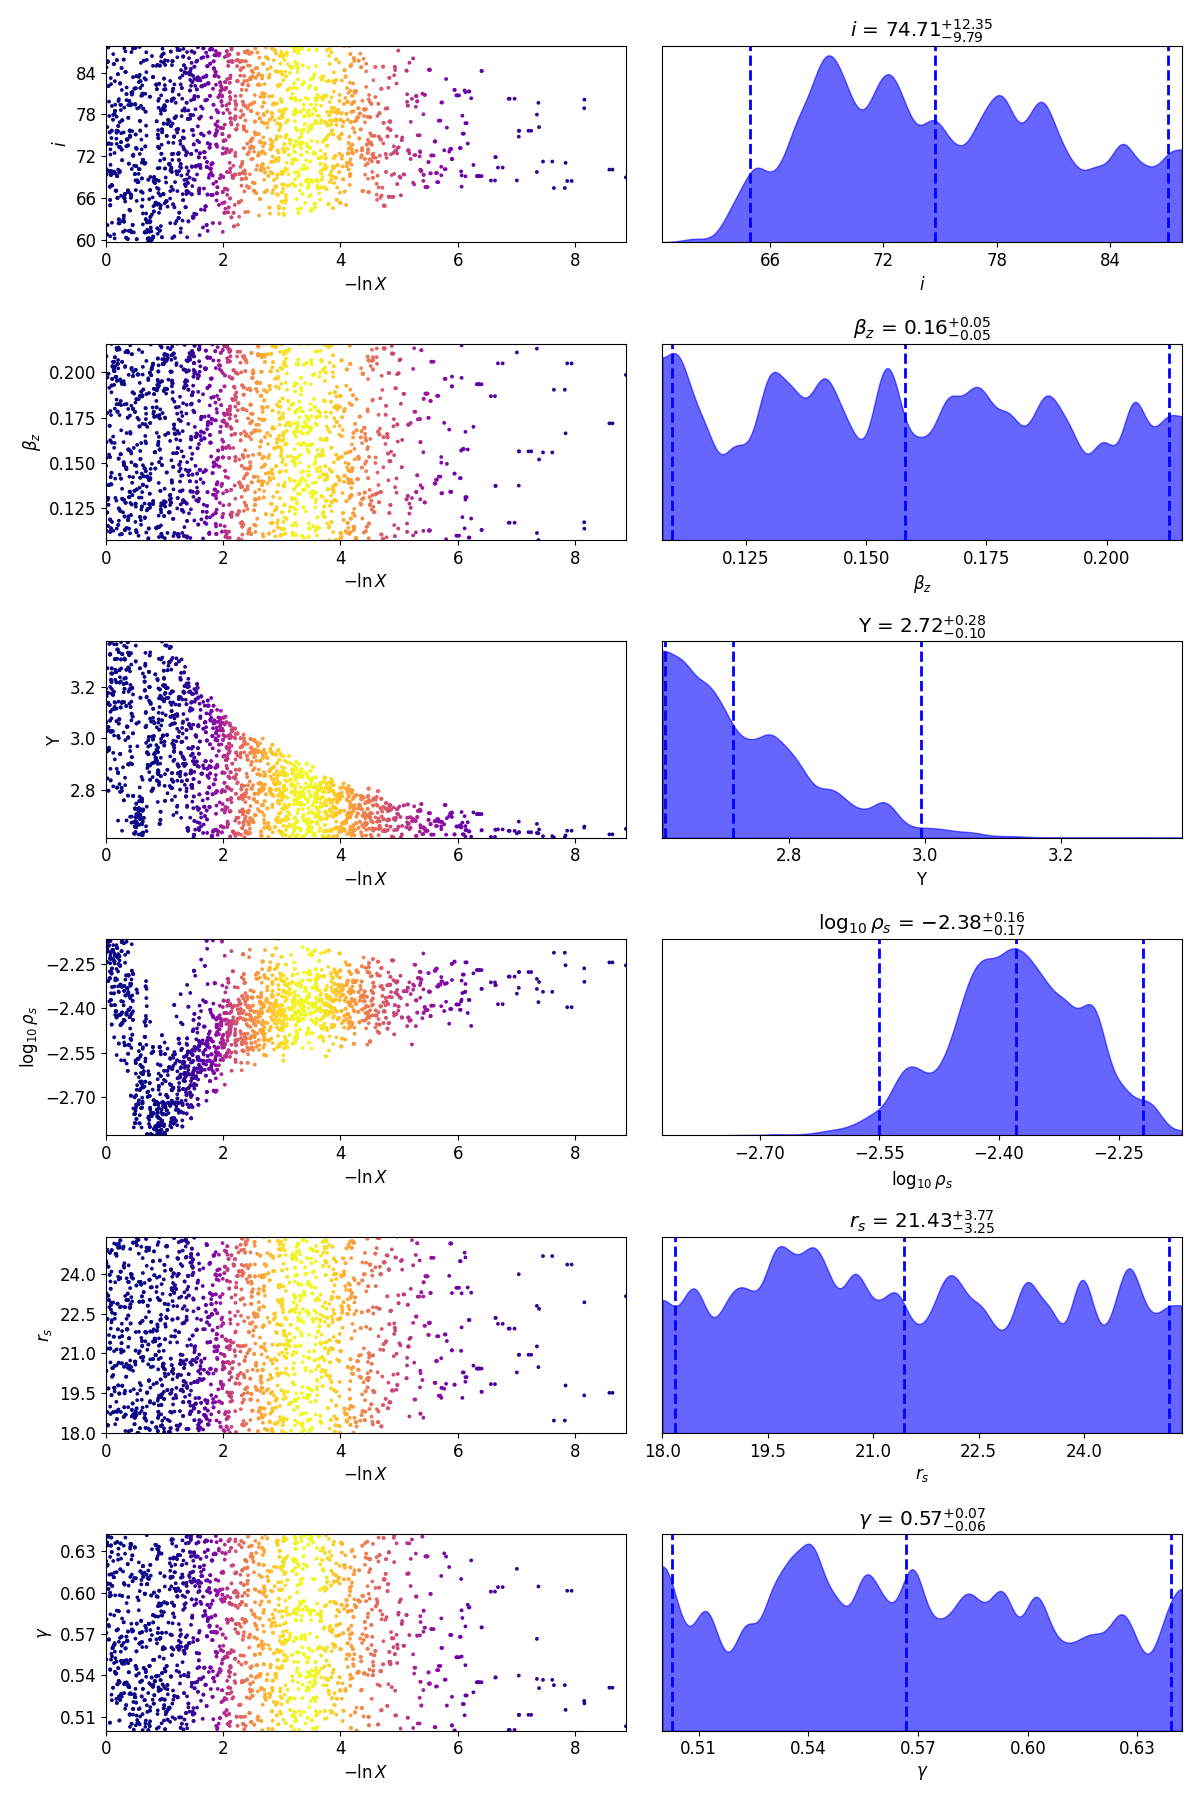 i = 74.71+12.35 −9.79
84
78
72
66
60
i
0 2 4 6 8
−ln X
66 72 78 84
i
βz = 0.16+0.05 −0.05
0.200
0.175
0.150
0.125
βz
0 2 4 6 8
−ln X
0.125 0.150 0.175 0.200
βz
Y = 2.72+0.28 −0.10
3.2
3.0
2.8
Y
0 2 4 6 8
−ln X
2.8 3.0 3.2
Y
log10 ρs = −2.38+0.16 −0.17
−2.25
−2.40
−2.55
−2.70
log10 ρs
0 2 4 6 8
−ln X
−2.70 −2.55 −2.40 −2.25
log10 ρs
rs = 21.43+3.77 −3.25
24.0
22.5
21.0
19.5
18.0
rs
0 2 4 6 8
−ln X
18.0 19.5 21.0 22.5 24.0
rs
γ = 0.57+0.07 −0.06
0.63
0.60
0.57
0.54
0.51
γ
0 2 4 6 8
−ln X
0.51 0.54 0.57 0.60 0.63
γ